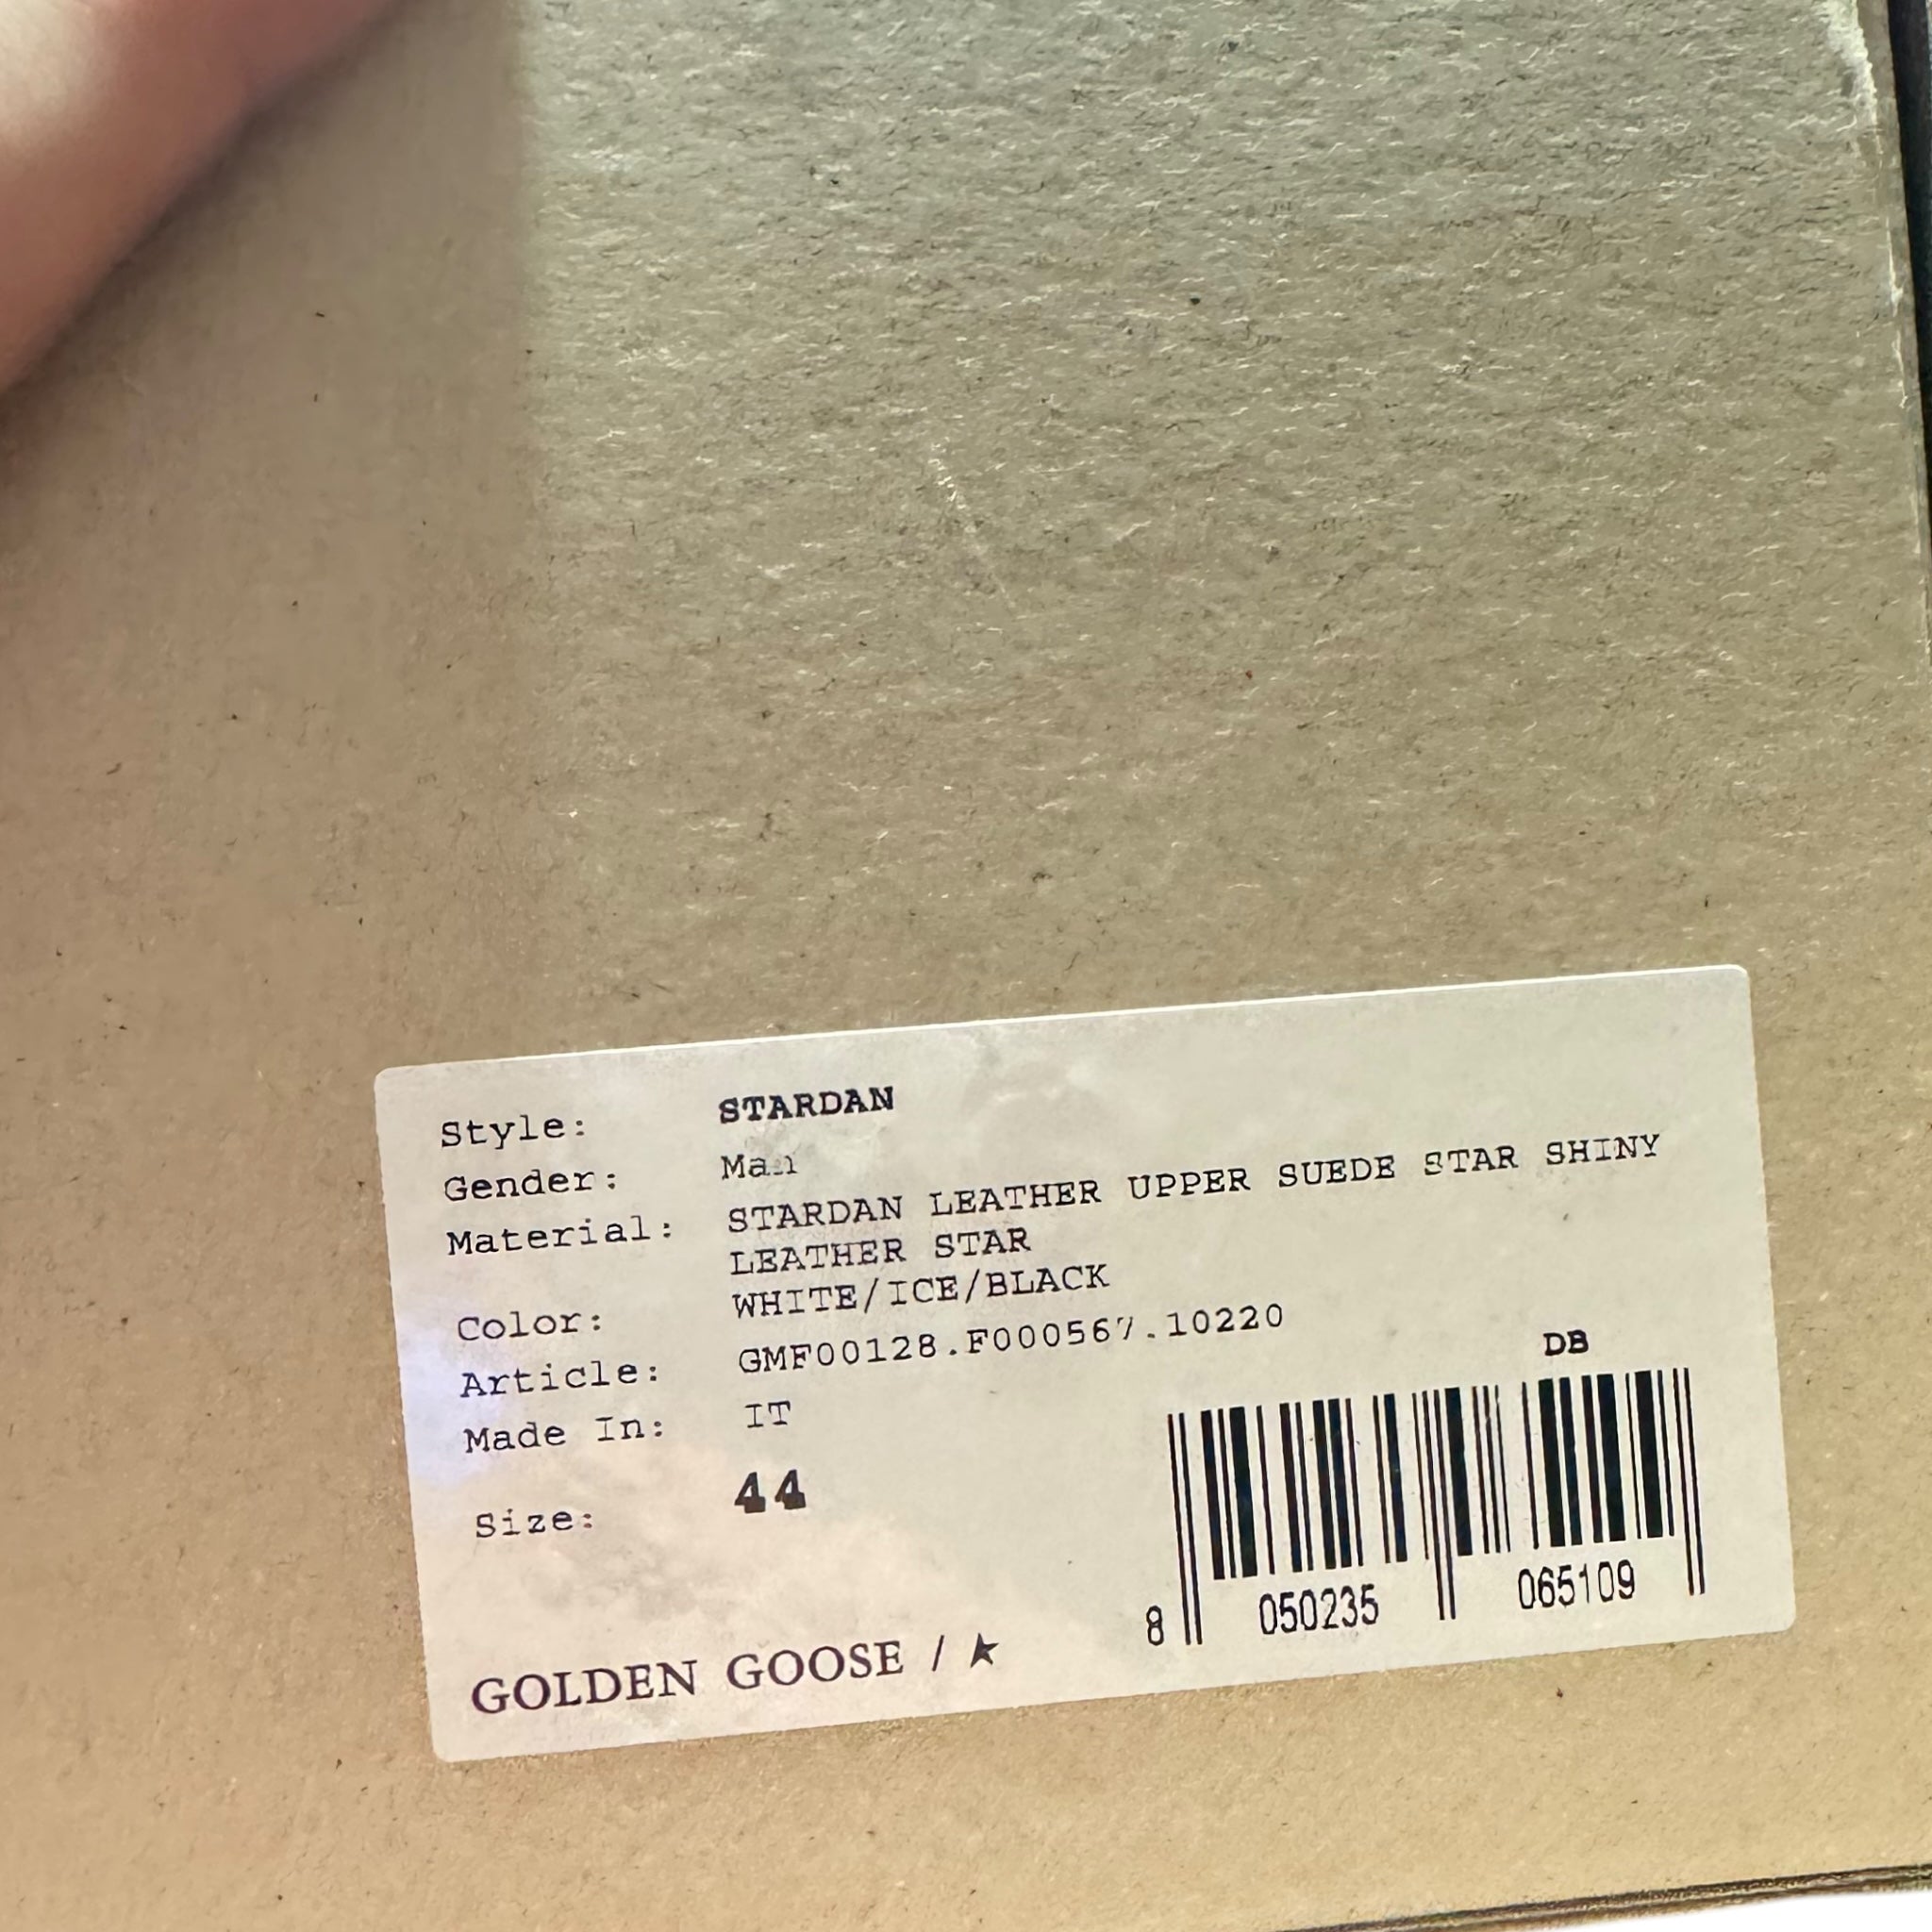 Style: STARDAN
Gender: Man
Material: STARDAN LEATHER UPPER SUEDE STAR SHINY
LEATHER STAR
Color: WHITE/ICE/BLACK
Article: GMF00128.F000567.10220
Made In: IT
DB
Size: 44
8 050235 065109
GOLDEN GOOSE / ★